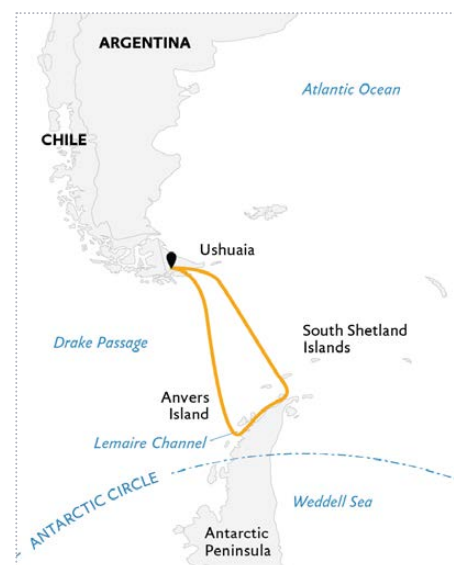 ARGENTINA
Atlantic Ocean
CHILE
Ushuaia
Drake Passage
South Shetland
Islands
Anvers
Island
Lemaire Channel
ANTARCTIC CIRCLE
Weddell Sea
Antarctic
Peninsula